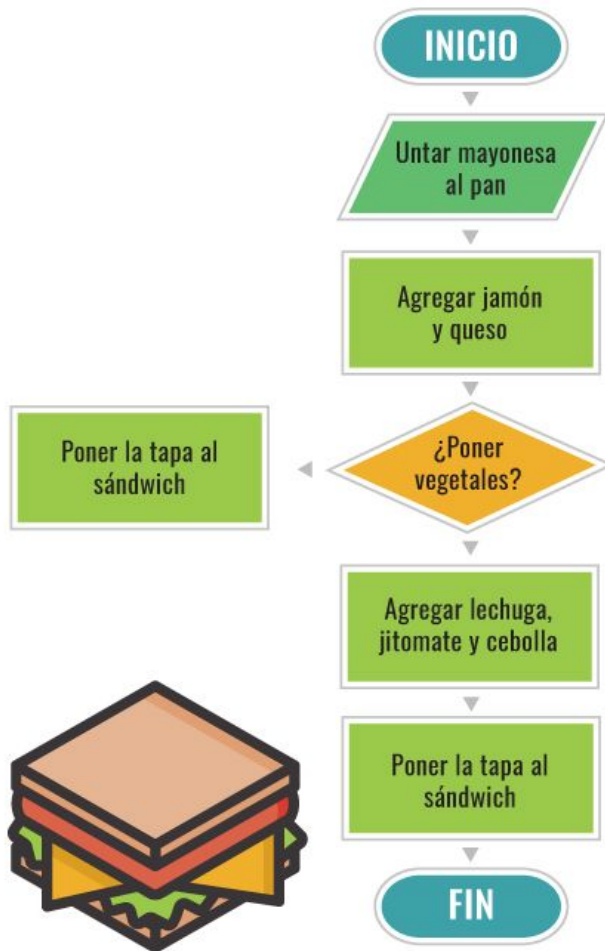 INICIO
Untar mayonesa
al pan
Agregar jamón
y queso
¿Poner
vegetales?
Poner la tapa al
sándwich
Agregar lechuga,
jitomate y cebolla
Poner la tapa al
sándwich
FIN